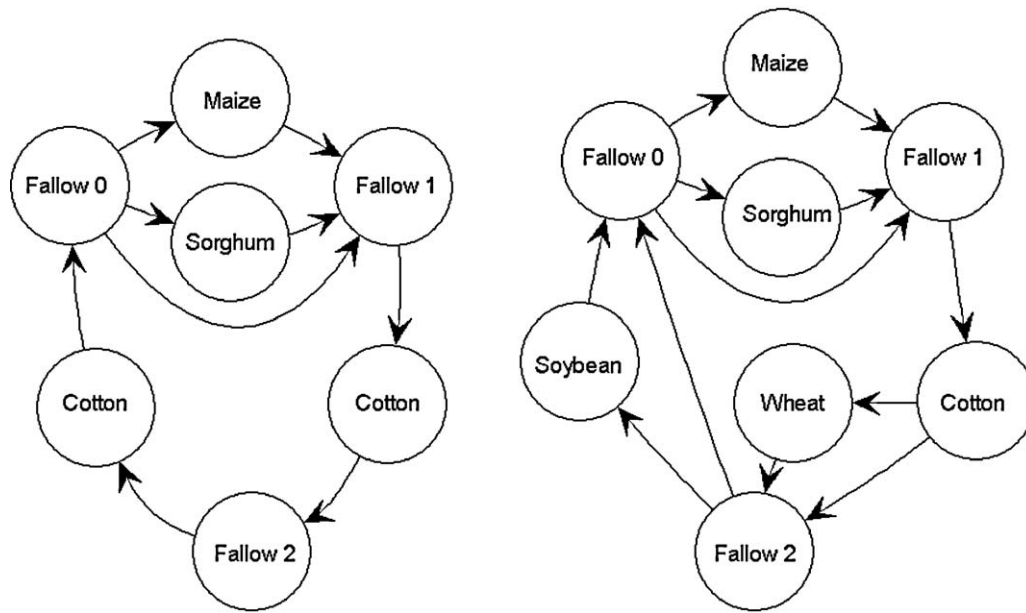 Maize
Fallow 0
Fallow 1
Sorghum
Cotton
Cotton
Fallow 2
Maize
Fallow 0
Fallow 1
Sorghum
Soybean
Wheat
Cotton
Fallow 2